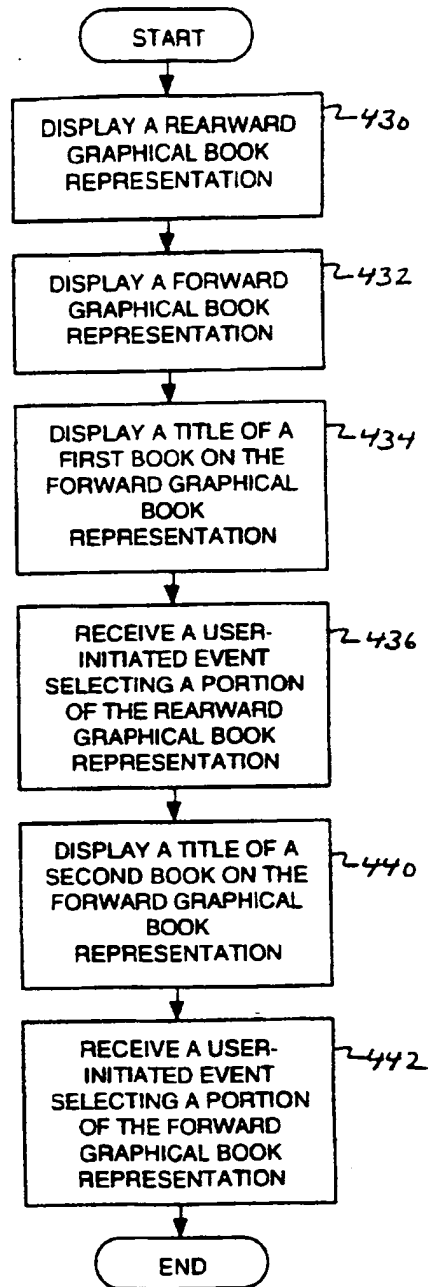 START
DISPLAY A REARWARD
GRAPHICAL BOOK
REPRESENTATION
430
DISPLAY A FORWARD
GRAPHICAL BOOK
REPRESENTATION
432
DISPLAY A TITLE OF A
FIRST BOOK ON THE
FORWARD GRAPHICAL
BOOK
REPRESENTATION
434
RECEIVE A USER-
INITIATED EVENT
SELECTING A PORTION
OF THE REARWARD
GRAPHICAL BOOK
REPRESENTATION
436
DISPLAY A TITLE OF A
SECOND BOOK ON THE
FORWARD GRAPHICAL
BOOK
REPRESENTATION
440
RECEIVE A USER-
INITIATED EVENT
SELECTING A PORTION
OF THE FORWARD
GRAPHICAL BOOK
REPRESENTATION
442
END